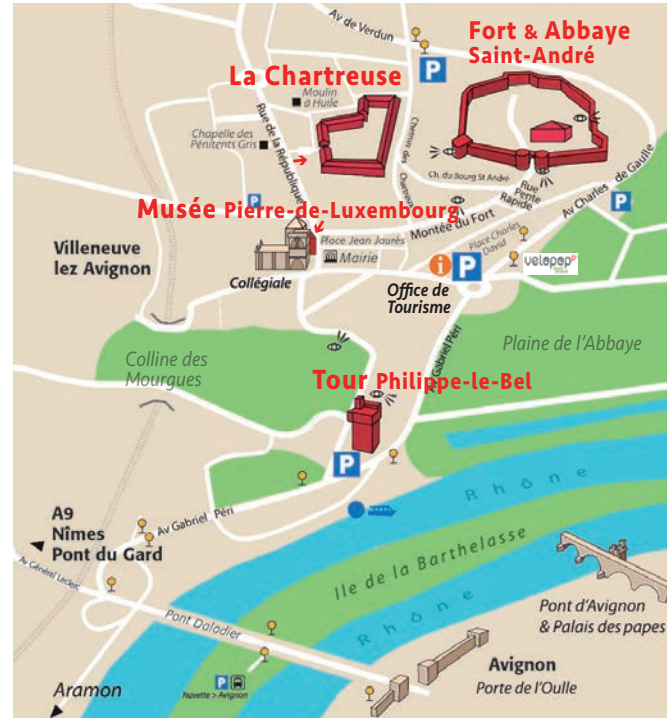 Av de Verdun
P
Fort & Abbaye
Saint-André
La Chartreuse
Moulin
à Huile
Rue de la République
Chapelle des
Pénitents Gris
Chemin des Chartreux
Ch. du Bourg St André
Rue
Pente
Rapide
Av Charles de Gaulle
P
P
Musée Pierre-de-Luxembourg
Montée du Fort
Villeneuve
lez Avignon
Place Jean Jaurès
Mairie
Place Charles
David
Collégiale
i
P
velopop
Office de
Tourisme
Colline des
Mourgues
Plaine de l'Abbaye
Gabriel Péri
Tour Philippe-le-Bel
P
Rhône
A9
Nîmes
Pont du Gard
Av Gabriel Péri
Av Général Leclerc
Ile de la Barthelasse
Rhône
Pont Daladier
Pont d'Avignon
& Palais des papes
P
Navette > Avignon
Avignon
Porte de l'Oulle
Aramon